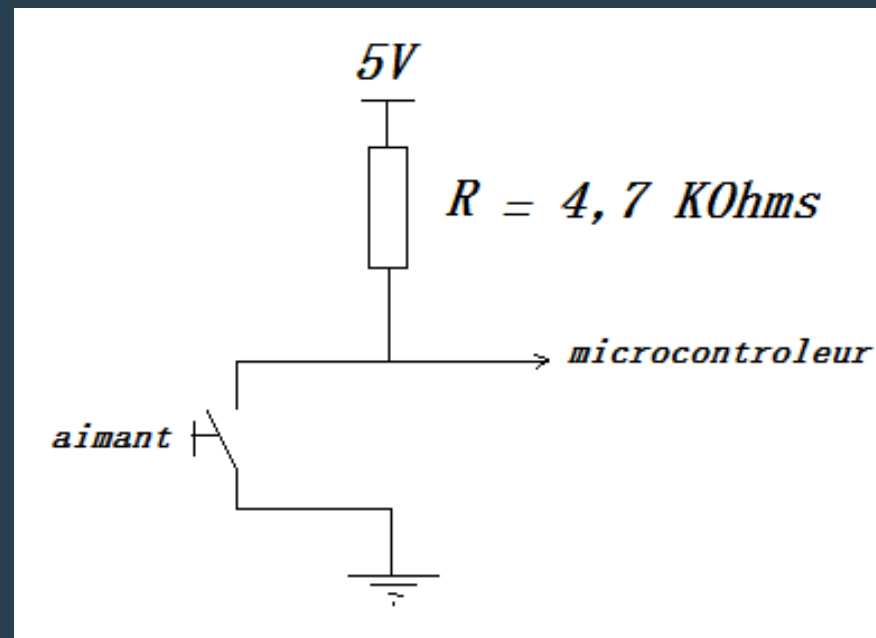 5V
R = 4,7 KOhms
microcontroleur
aimant